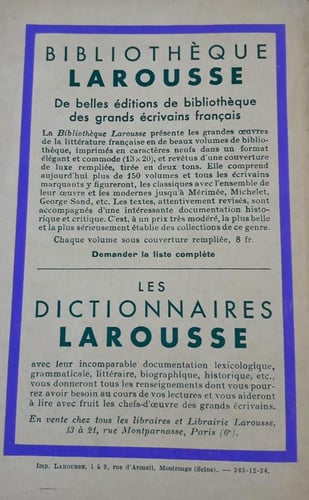 BIBLIOTHÈQUE
LAROUSSE
De belles éditions de bibliothèque
des grands écrivains français
La Bibliothèque Larousse présente les grandes œuvres
de la littérature française en de beaux volumes de biblio-
thèque, imprimés en caractères neufs dans un format
élégant et commode (13×20), et revêtus d'une couverture
de luxe rempliée, tirée en deux tons. Elle comprend
aujourd'hui plus de 150 volumes et tous les écrivains
marquants y figureront, les classiques avec l'ensemble de
leur œuvre et les modernes jusqu'à Mérimée, Michelet,
George Sand, etc. Les textes, attentivement revisés, sont
accompagnés d'une intéressante documentation histo-
rique et critique. C'est, à un prix très modéré, la plus belle
et la plus sérieusement établie des collections de ce genre.
Chaque volume sous couverture rempliée, 8 fr.
Demander la liste complète
LES
DICTIONNAIRES
LAROUSSE
avec leur incomparable documentation lexicologique,
grammaticale, littéraire, biographique, historique, etc.,
vous donneront tous les renseignements dont vous pour-
rez avoir besoin au cours de vos lectures et vous aideront
à lire avec fruit les chefs-d'œuvre des grands écrivains.
En vente chez tous les libraires et Librairie Larousse,
13 à 21, rue Montparnasse, Paris (6e).
Imp. LAROUSSE, 1 à 9, rue d'Arcueil, Montrouge (Seine). — 365-12-34.